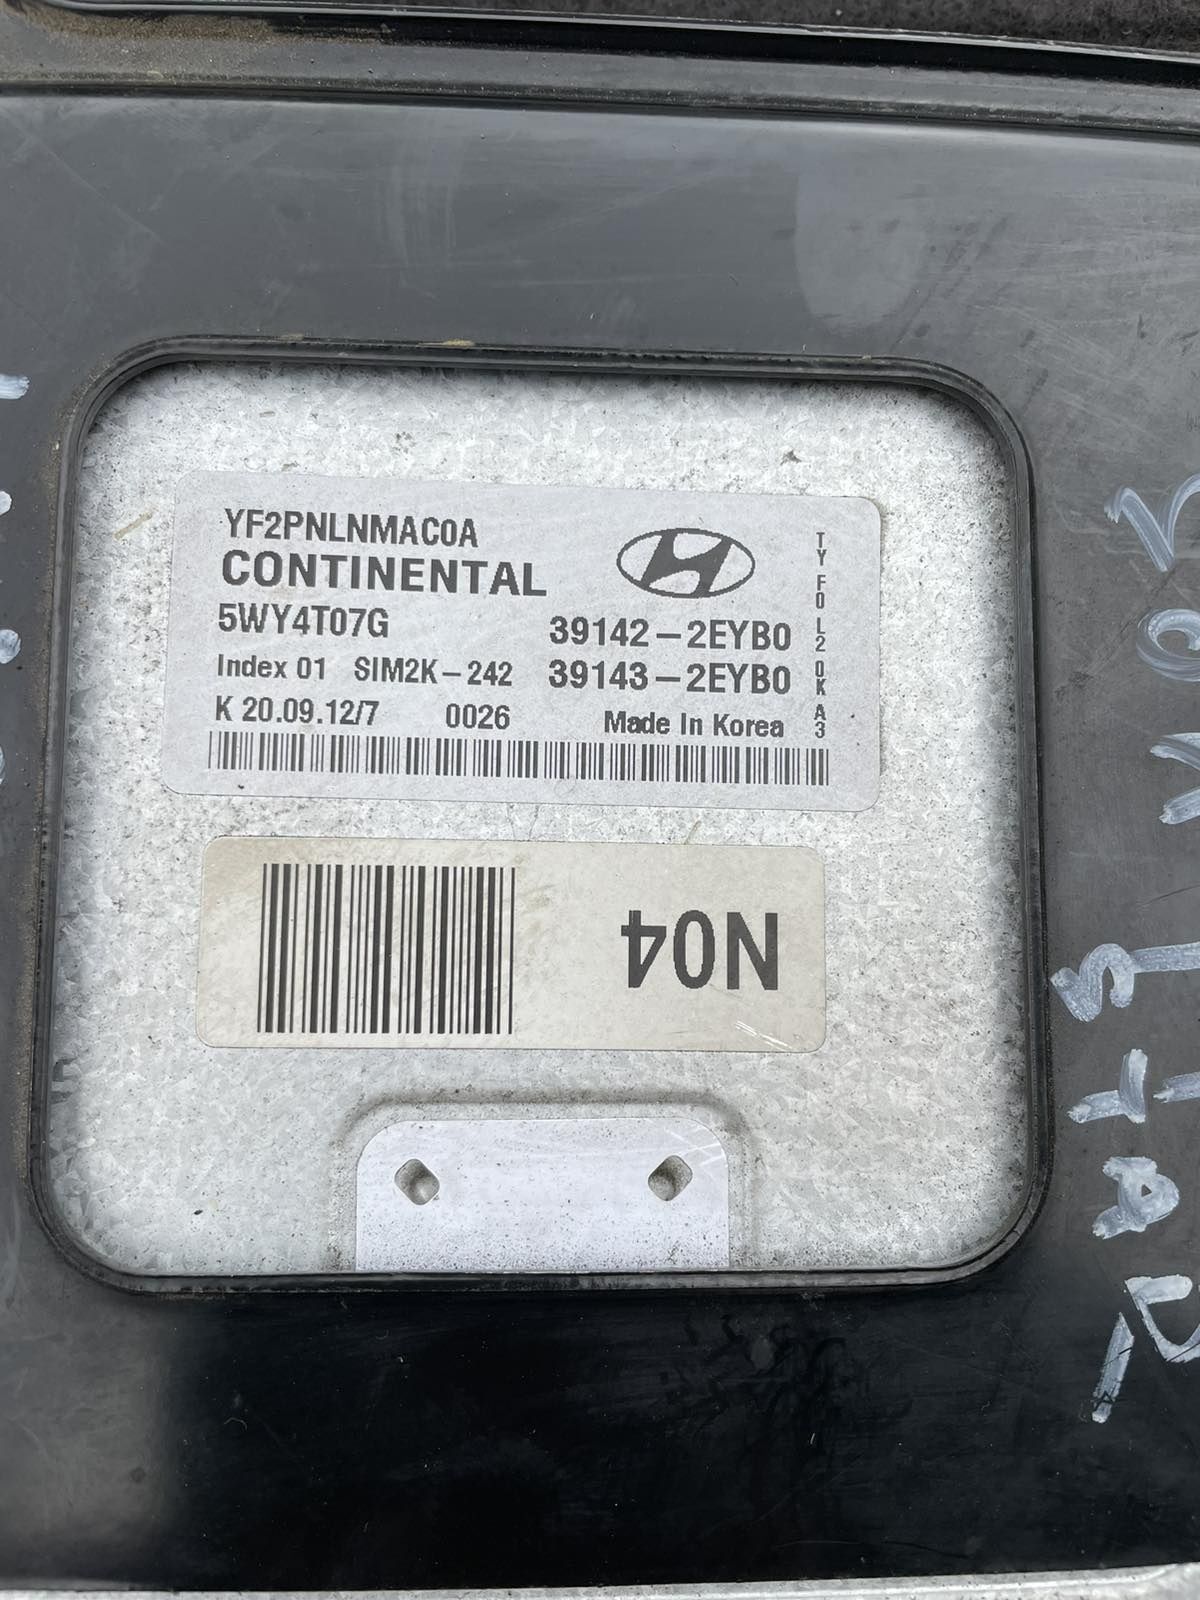 YF2PNLNMAC0A
CONTINENTAL
5WY4T07G
39142-2EYB0
Index 01 SIM2K-242
39143-2EYB0
K 20.09.12/7 0026 Made In Korea
TY F0 L2 0K A3
N04